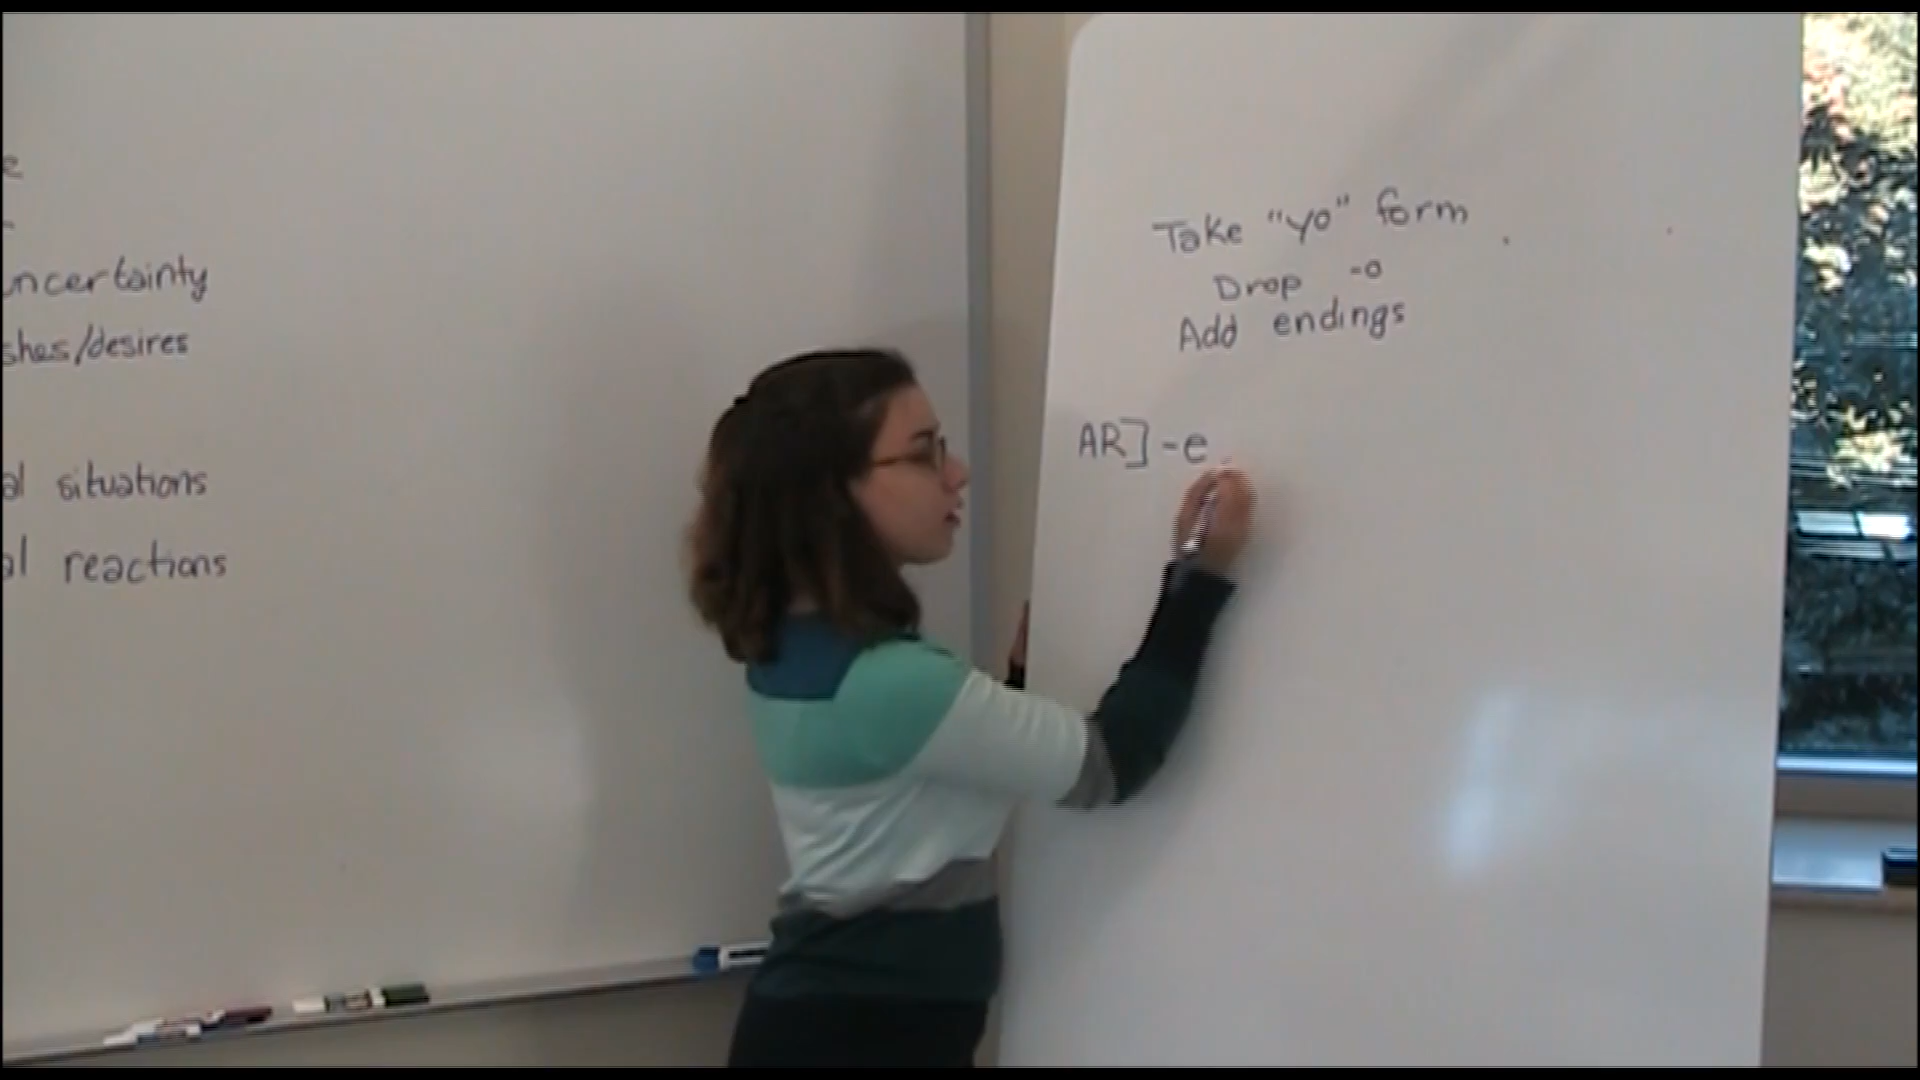 uncertainty
shes/desires
al situations
al reactions
Take "yo" form
Drop -o
Add endings
AR] -e